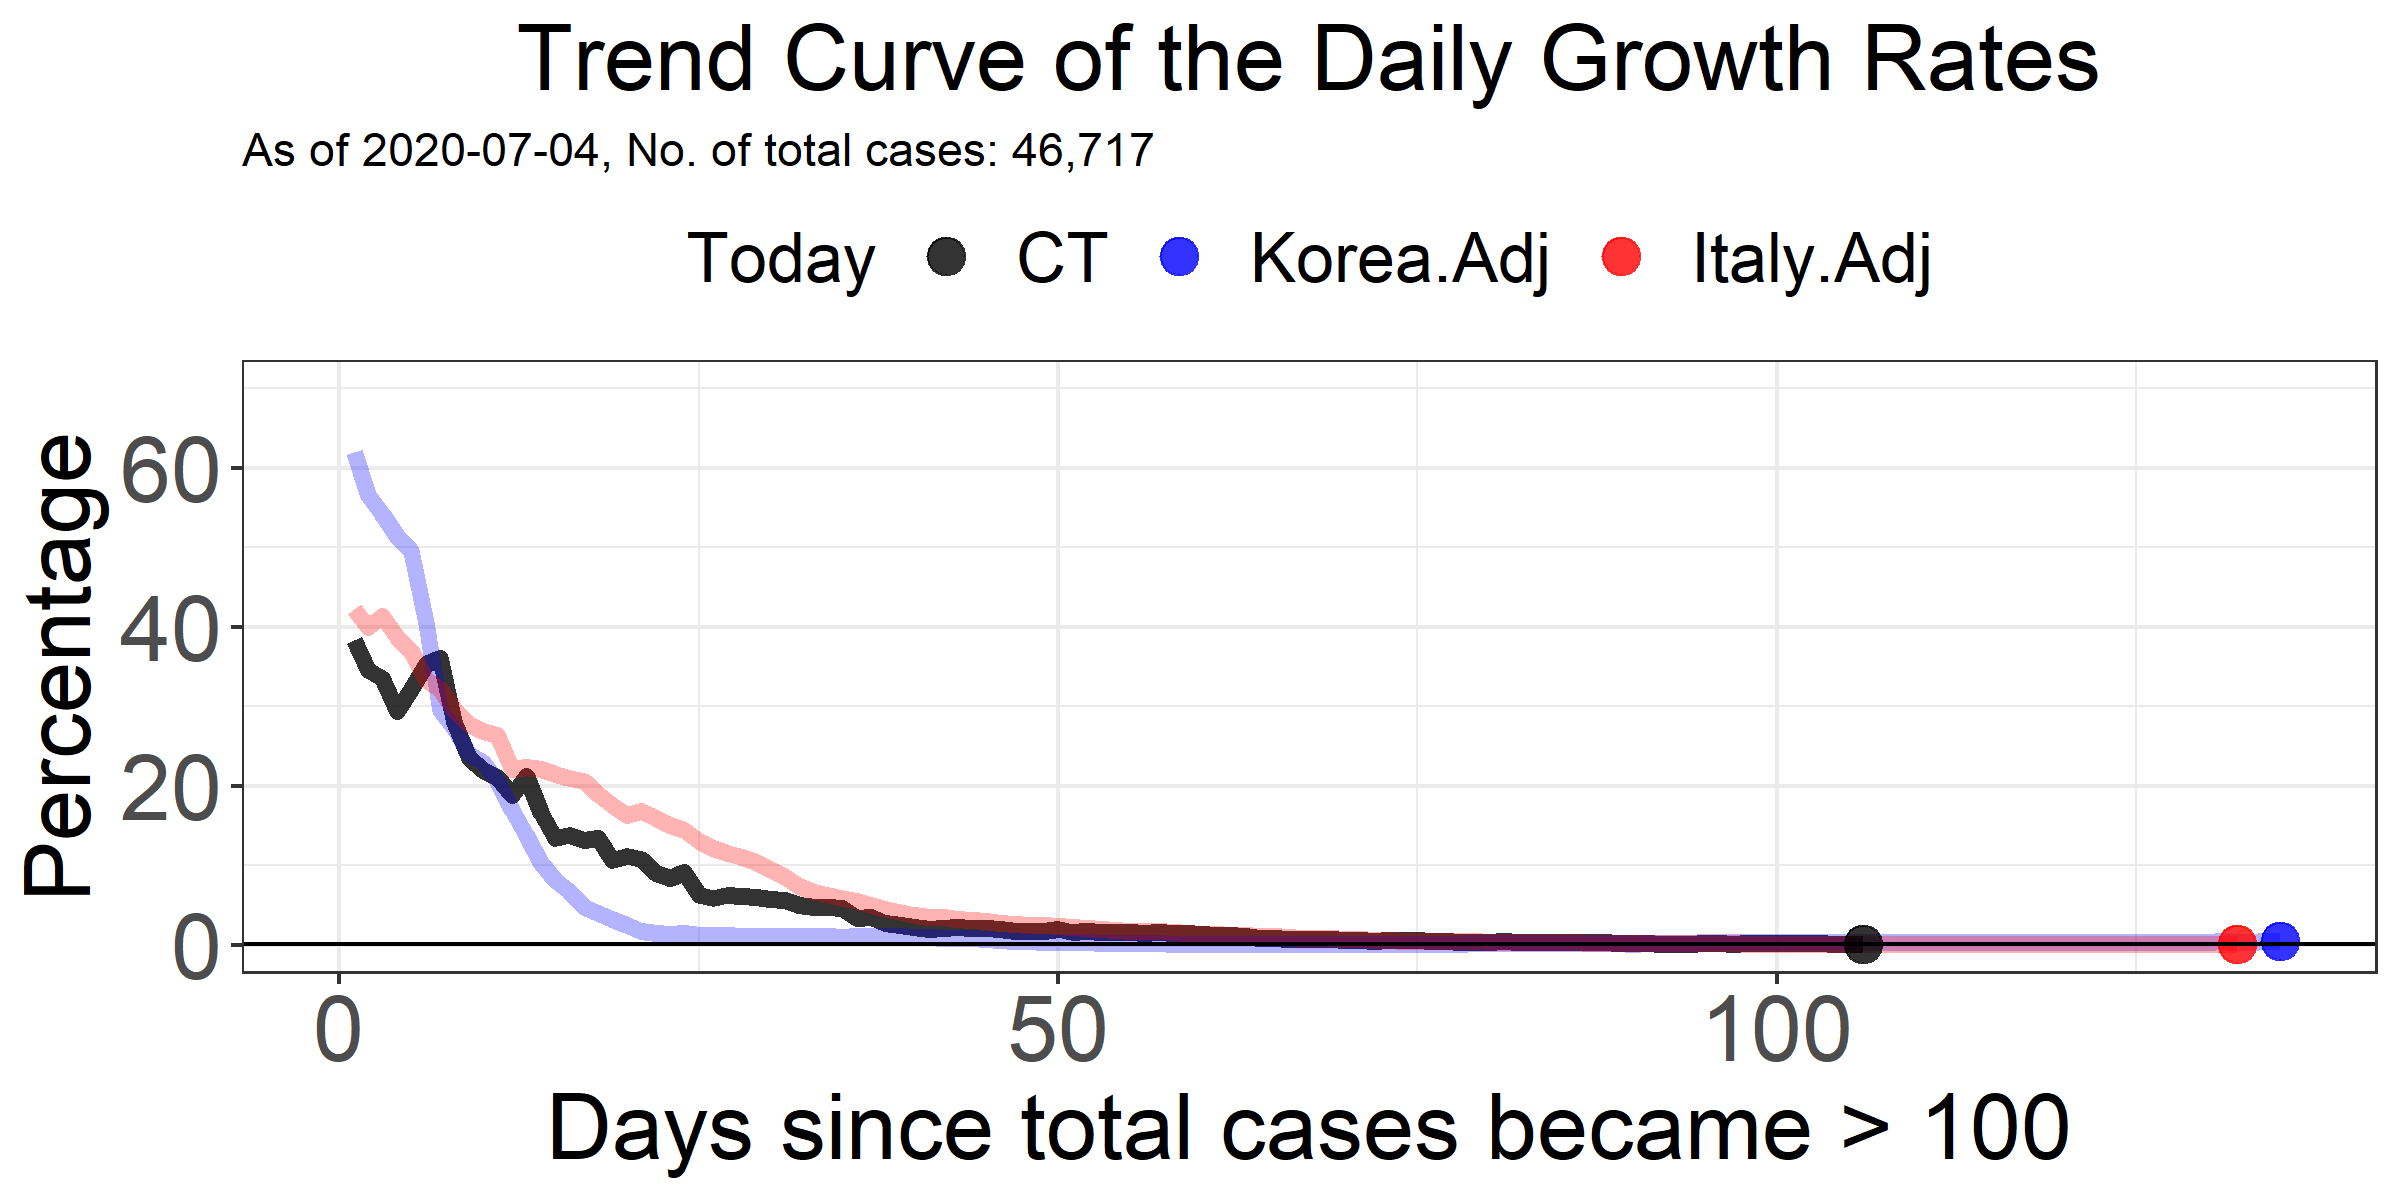 Trend Curve of the Daily Growth Rates
As of 2020-07-04, No. of total cases: 46,717
Today CT Korea.Adj Italy.Adj
Percentage
60
40
20
0
0 50 100
Days since total cases became > 100